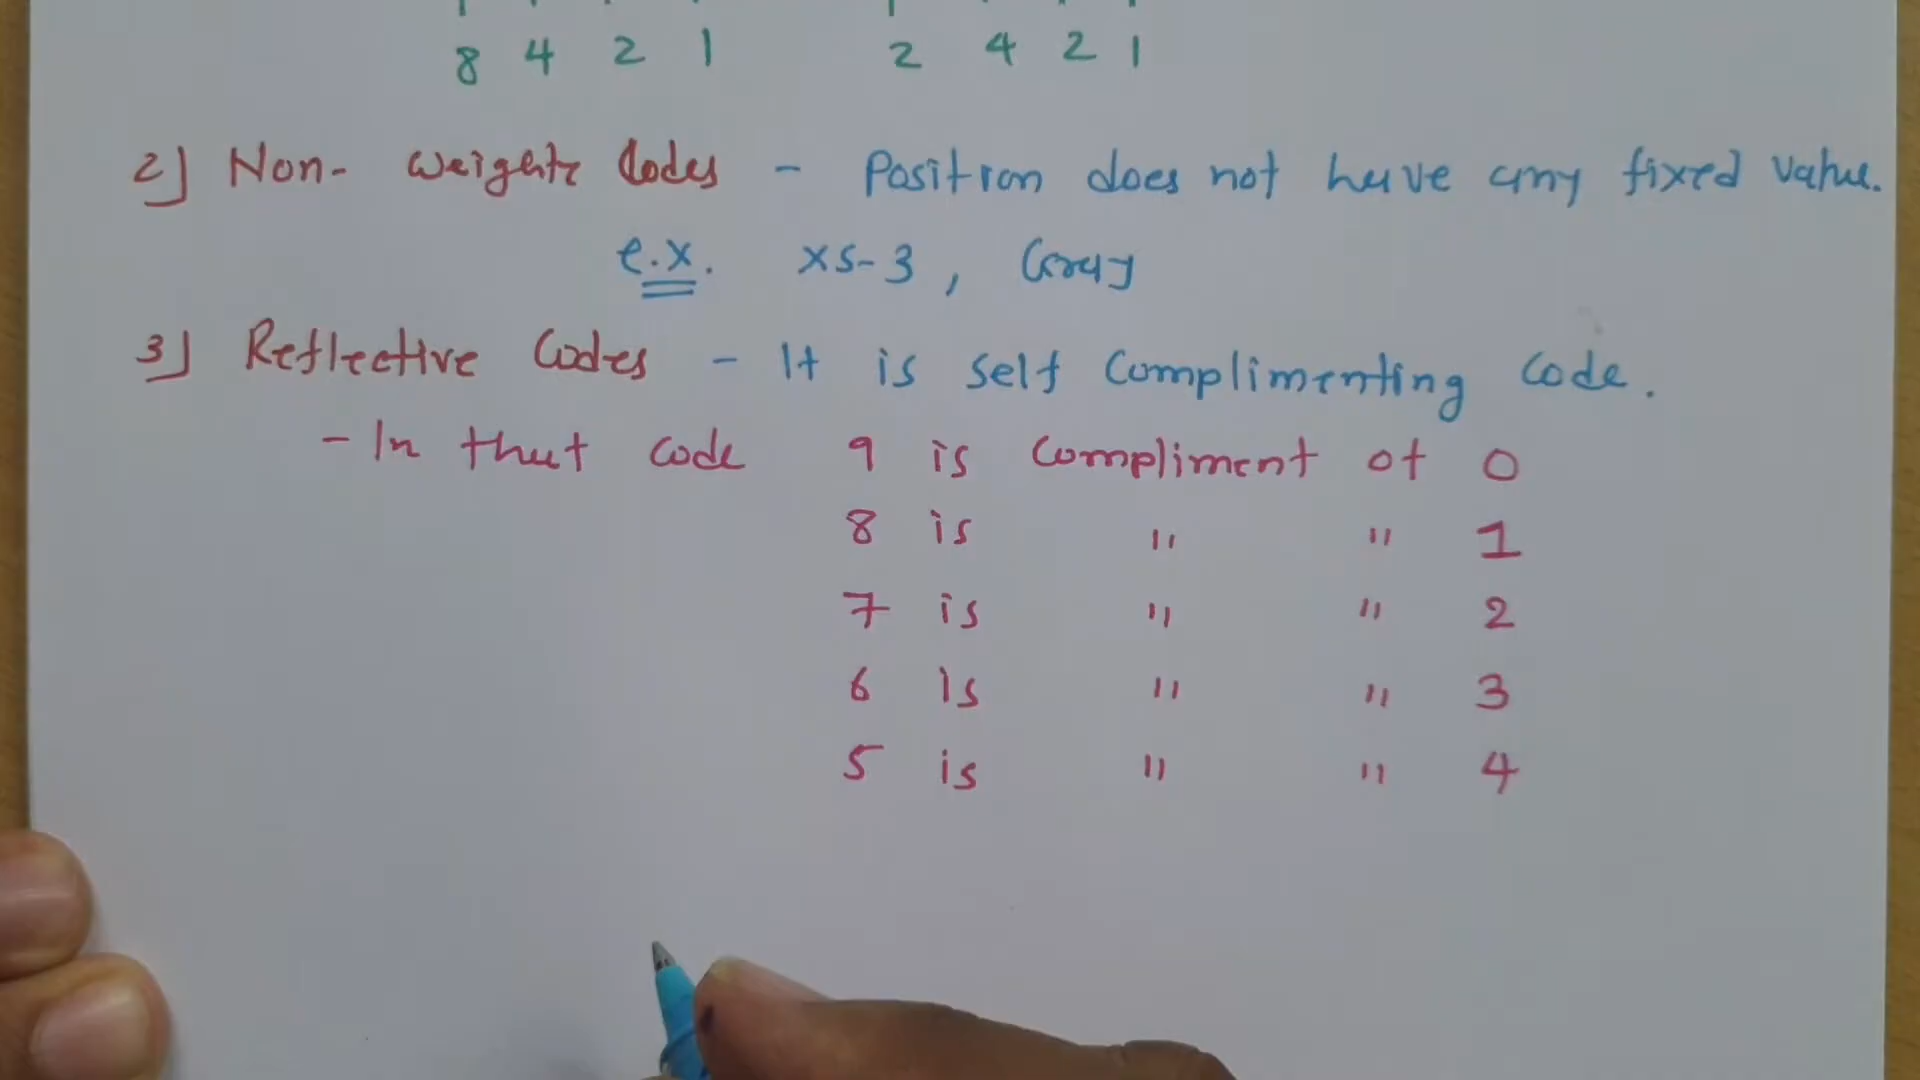 8 4 2 1 2 4 2 1
2) Non- weighte Codes - Position does not have any fixed value.
e.x. XS-3, Gray
3) Reflective Codes - It is self Complimenting Code.
- In that code 9 is Compliment of 0
8 is " " 1
7 is " " 2
6 is " " 3
5 is " " 4